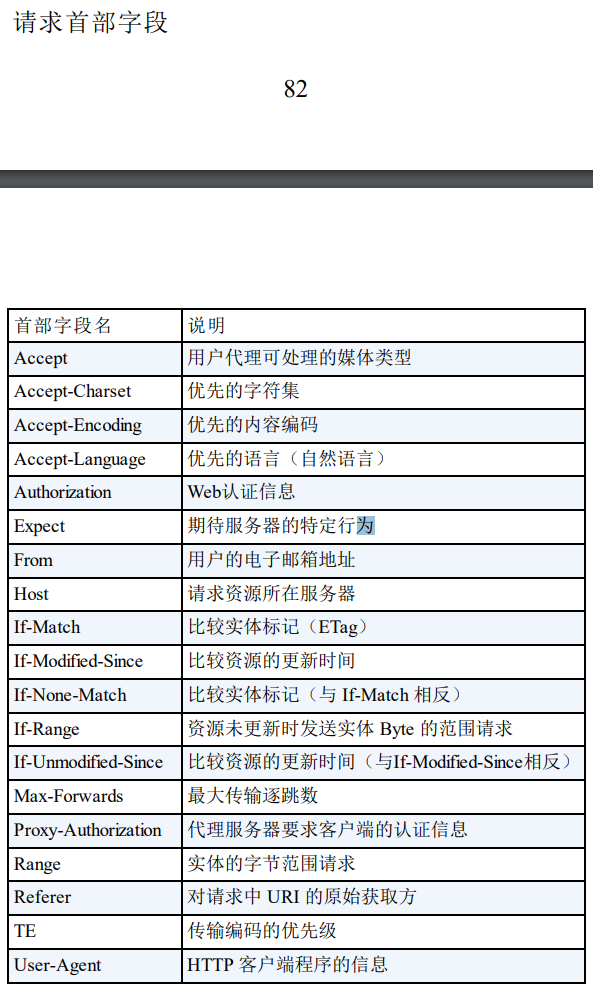 请求首部字段
82
首部字段名 说明
Accept 用户代理可处理的媒体类型
Accept-Charset 优先的字符集
Accept-Encoding 优先的内容编码
Accept-Language 优先的语言（自然语言）
Authorization Web认证信息
Expect 期待服务器的特定行为
From 用户的电子邮箱地址
Host 请求资源所在服务器
If-Match 比较实体标记（ETag）
If-Modified-Since 比较资源的更新时间
If-None-Match 比较实体标记（与 If-Match 相反）
If-Range 资源未更新时发送实体 Byte 的范围请求
If-Unmodified-Since 比较资源的更新时间（与If-Modified-Since相反）
Max-Forwards 最大传输逐跳数
Proxy-Authorization 代理服务器要求客户端的认证信息
Range 实体的字节范围请求
Referer 对请求中 URI 的原始获取方
TE 传输编码的优先级
User-Agent HTTP 客户端程序的信息